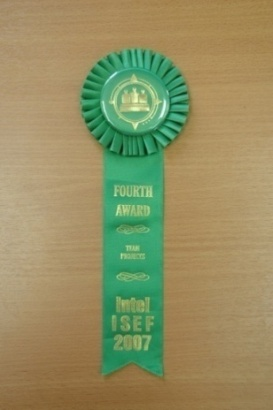 FOURTH
AWARD
TEAM
PROJECTS
Intel
ISEF
2007